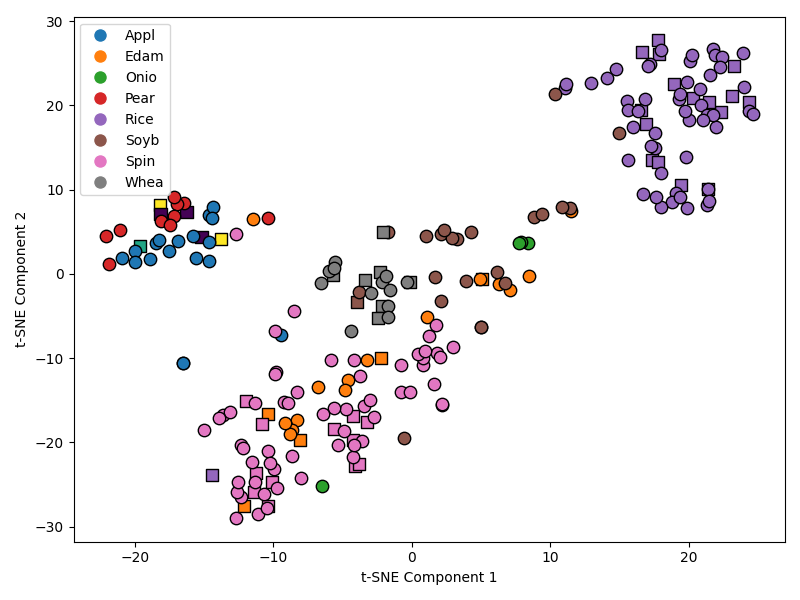 30
20
10
0
−10
−20
−30
t-SNE Component 2
Appl
Edam
Onio
Pear
Rice
Soyb
Spin
Whea
−20
−10
0
10
20
t-SNE Component 1